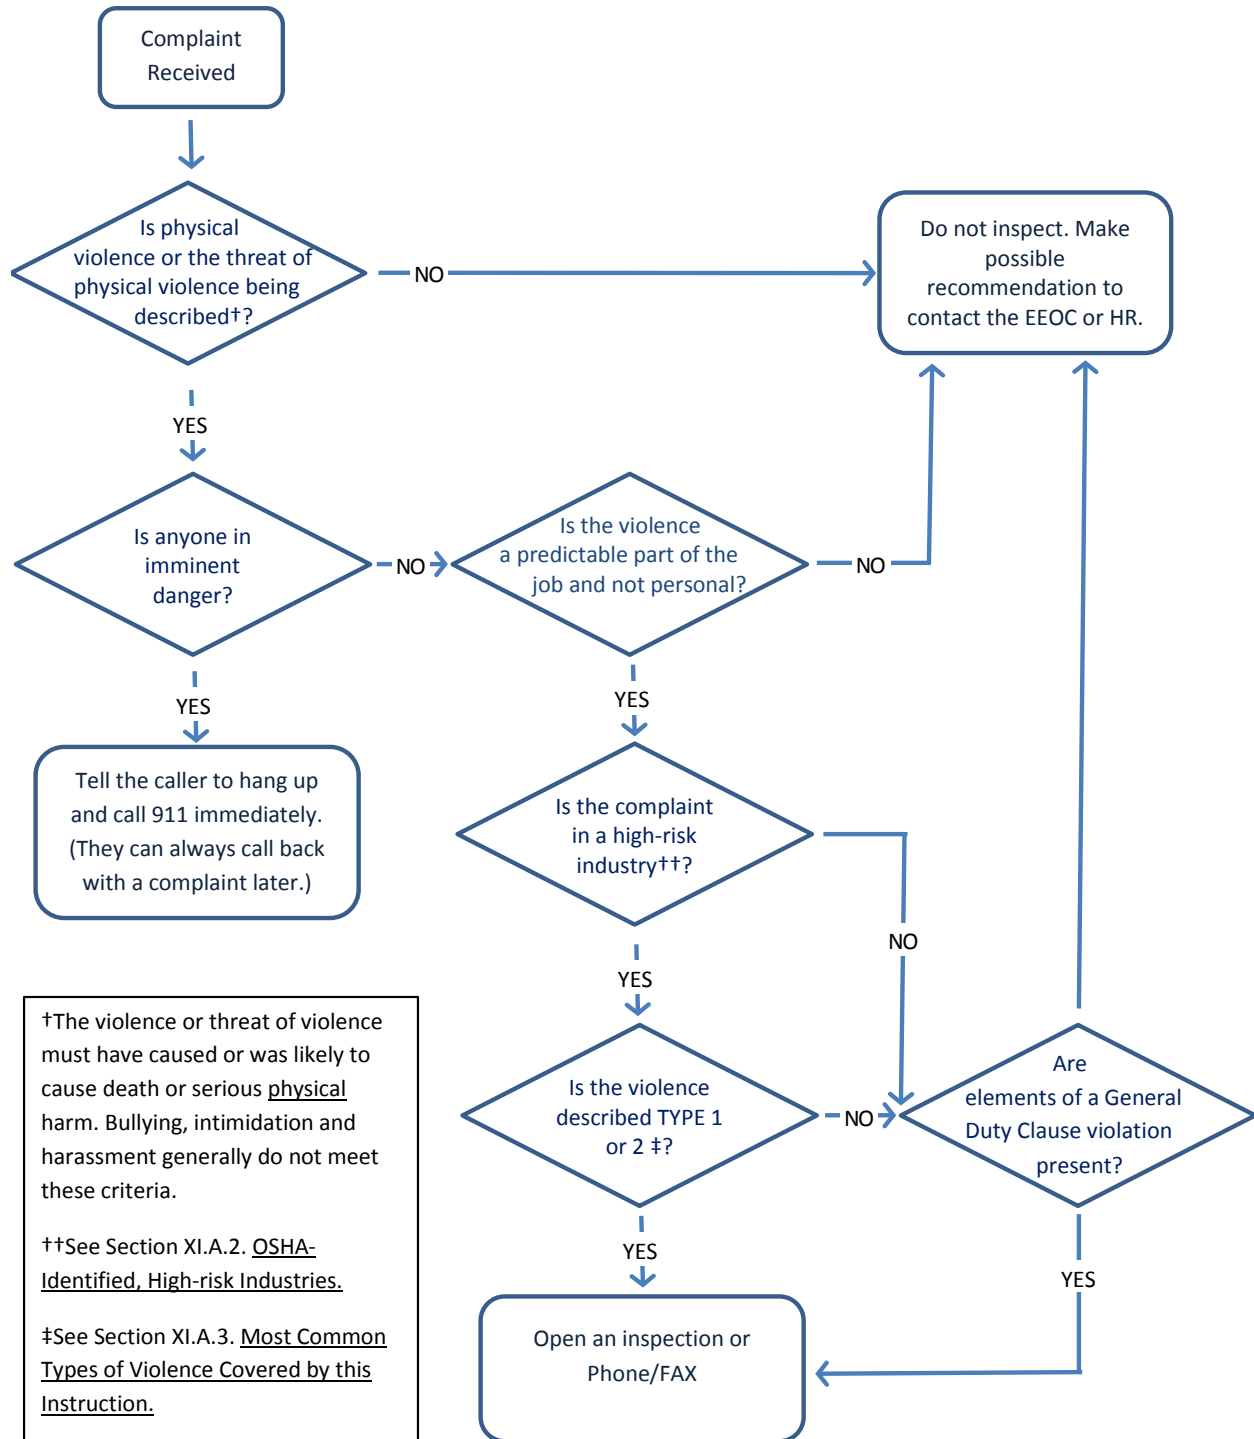 Complaint
Received
Is physical
violence or the threat of
physical violence being
described†?
NO
Do not inspect. Make
possible
recommendation to
contact the EEOC or HR.
YES
Is anyone in
imminent
danger?
NO
Is the violence
a predictable part of the
job and not personal?
NO
YES
Tell the caller to hang up
and call 911 immediately.
(They can always call back
with a complaint later.)
YES
Is the complaint
in a high-risk
industry††?
NO
YES
Is the violence
described TYPE 1
or 2 ‡?
NO
Are
elements of a General
Duty Clause violation
present?
YES
YES
Open an inspection or
Phone/FAX
†The violence or threat of violence
must have caused or was likely to
cause death or serious physical
harm. Bullying, intimidation and
harassment generally do not meet
these criteria.
††See Section XI.A.2. OSHA-
Identified, High-risk Industries.
‡See Section XI.A.3. Most Common
Types of Violence Covered by this
Instruction.